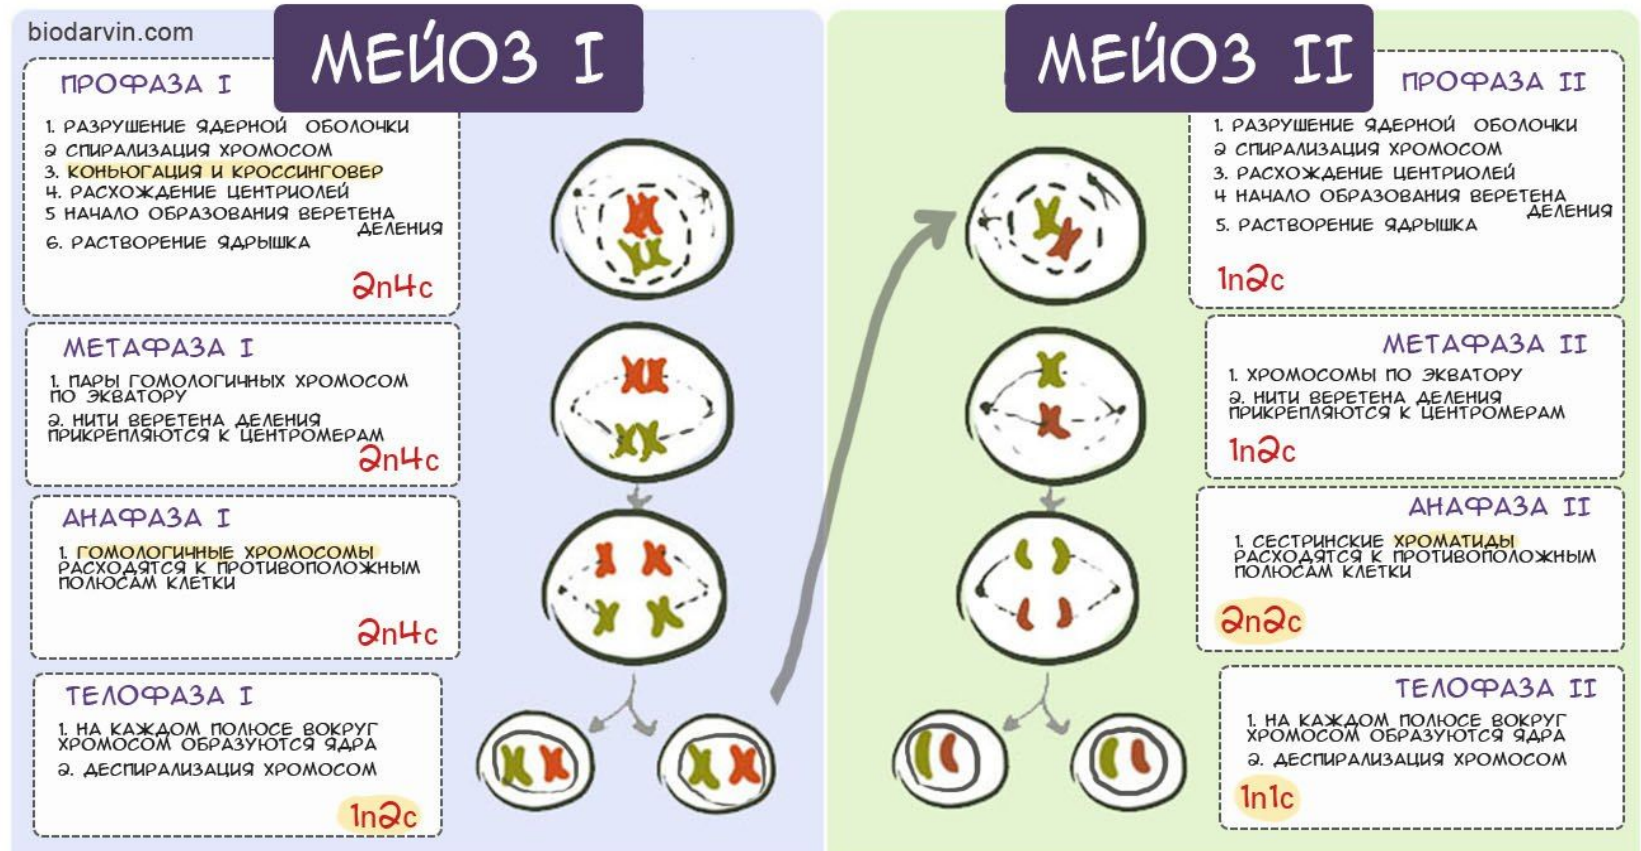 biodarvin.com
МЕЙОЗ I
ПРОФАЗА I
1. РАЗРУШЕНИЕ ЯДЕРНОЙ ОБОЛОЧКИ
2 СПИРАЛИЗАЦИЯ ХРОМОСОМ
3. КОНЬЮГАЦИЯ И КРОССИНГОВЕР
4. РАСХОЖДЕНИЕ ЦЕНТРИОЛЕЙ
5 НАЧАЛО ОБРАЗОВАНИЯ ВЕРЕТЕНА
ДЕЛЕНИЯ
6. РАСТВОРЕНИЕ ЯДРЫШКА
2n4c
МЕТАФАЗА I
1. ПАРЫ ГОМОЛОГИЧНЫХ ХРОМОСОМ
ПО ЭКВАТОРУ
2. НИТИ ВЕРЕТЕНА ДЕЛЕНИЯ
ПРИКРЕПЛЯЮТСЯ К ЦЕНТРОМЕРАМ
2n4c
АНАФАЗА I
1. ГОМОЛОГИЧНЫЕ ХРОМОСОМЫ
РАСХОДЯТСЯ К ПРОТИВОПОЛОЖНЫМ
ПОЛЮСАМ КЛЕТКИ
2n4c
ТЕЛОФАЗА I
1. НА КАЖДОМ ПОЛЮСЕ ВОКРУГ
ХРОМОСОМ ОБРАЗУЮТСЯ ЯДРА
2. ДЕСПИРАЛИЗАЦИЯ ХРОМОСОМ
1n2c
МЕЙОЗ II
ПРОФАЗА II
1. РАЗРУШЕНИЕ ЯДЕРНОЙ ОБОЛОЧКИ
2 СПИРАЛИЗАЦИЯ ХРОМОСОМ
3. РАСХОЖДЕНИЕ ЦЕНТРИОЛЕЙ
4 НАЧАЛО ОБРАЗОВАНИЯ ВЕРЕТЕНА
ДЕЛЕНИЯ
5. РАСТВОРЕНИЕ ЯДРЫШКА
1n2c
МЕТАФАЗА II
1. ХРОМОСОМЫ ПО ЭКВАТОРУ
2. НИТИ ВЕРЕТЕНА ДЕЛЕНИЯ
ПРИКРЕПЛЯЮТСЯ К ЦЕНТРОМЕРАМ
1n2c
АНАФАЗА II
1. СЕСТРИНСКИЕ ХРОМАТИДЫ
РАСХОДЯТСЯ К ПРОТИВОПОЛОЖНЫМ
ПОЛЮСАМ КЛЕТКИ
2n2c
ТЕЛОФАЗА II
1. НА КАЖДОМ ПОЛЮСЕ ВОКРУГ
ХРОМОСОМ ОБРАЗУЮТСЯ ЯДРА
2. ДЕСПИРАЛИЗАЦИЯ ХРОМОСОМ
1n1c